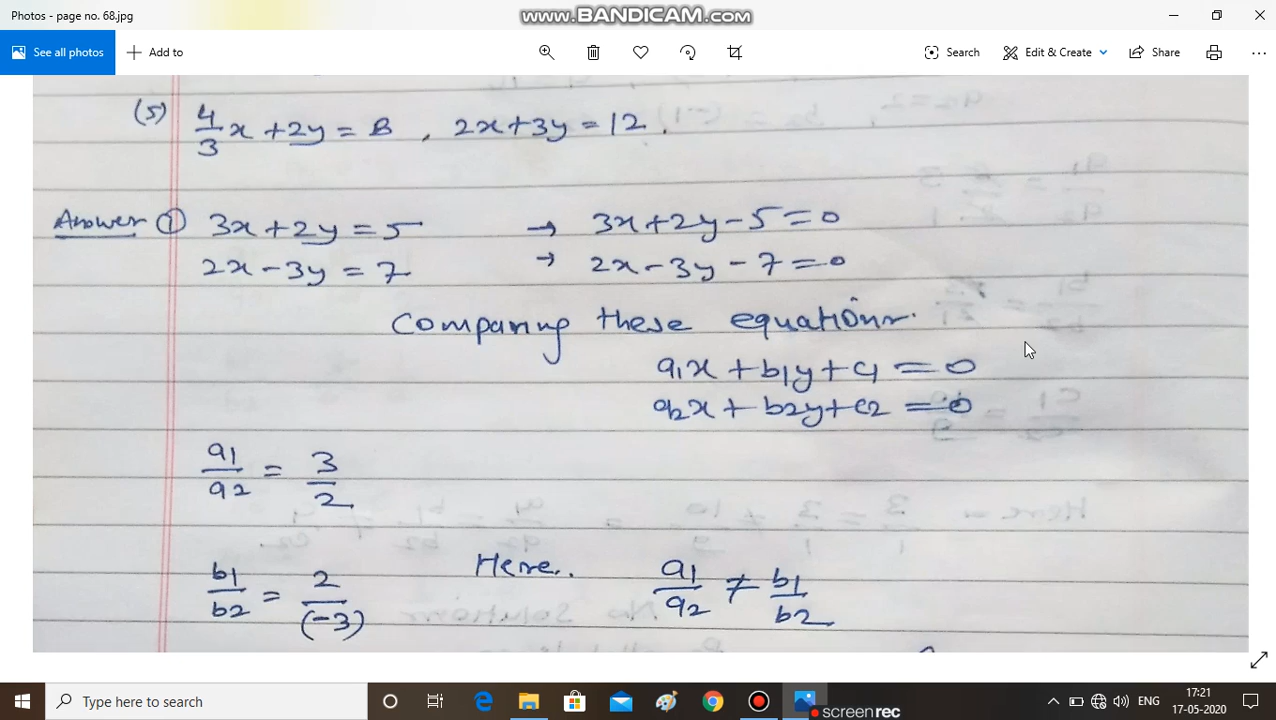 Photos - page no. 68.jpg
www.BANDICAM.com
See all photos
Add to
Search
Edit & Create
Share
(5) 4/3 x + 2y = 8 , 2x + 3y = 12 .
Answer ① 3x + 2y = 5 → 3x + 2y - 5 = 0
2x - 3y = 7 → 2x - 3y - 7 = 0
Comparing these equations.
a1x + b1y + c1 = 0
a2x + b2y + c2 = 0
a1/a2 = 3/2
b1/b2 = 2/(-3) Here. a1/a2 ≠ b1/b2
Type here to search
ENG
17:21
17-05-2020
screen rec